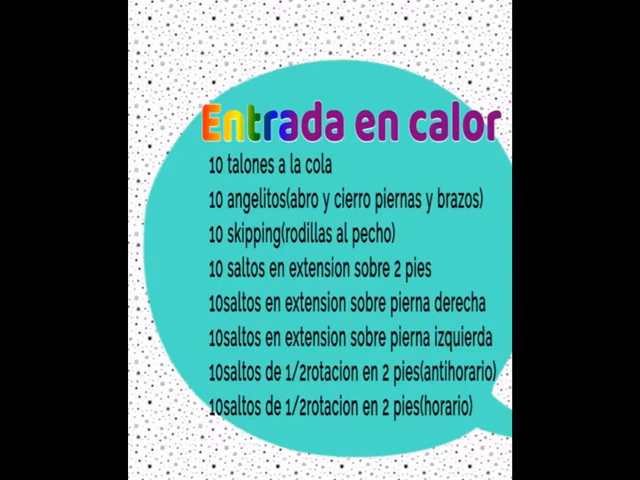 Entrada en calor
10 talones a la cola
10 angelitos(abro y cierro piernas y brazos)
10 skipping(rodillas al pecho)
10 saltos en extension sobre 2 pies
10saltos en extension sobre pierna derecha
10saltos en extension sobre pierna izquierda
10saltos de 1/2rotacion en 2 pies(antihorario)
10saltos de 1/2rotacion en 2 pies(horario)